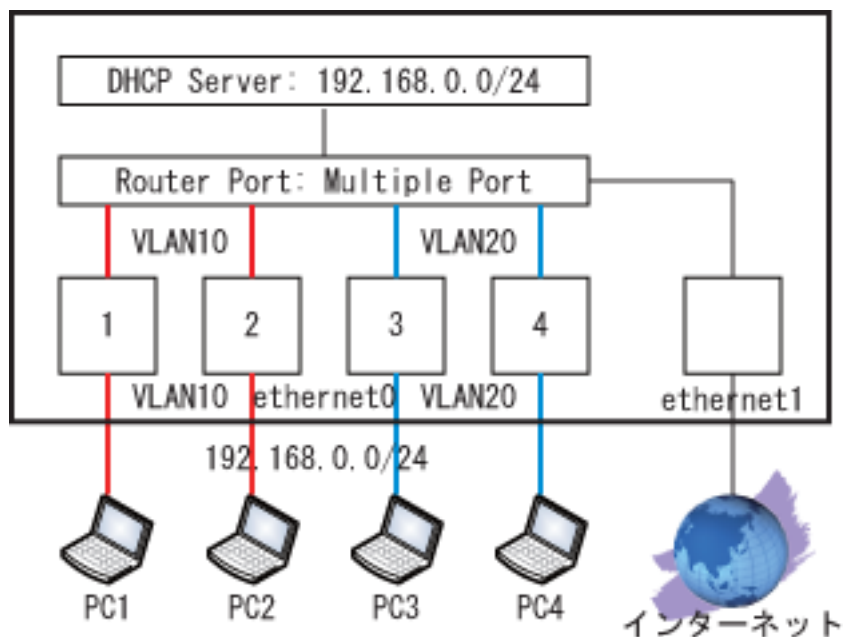 DHCP Server: 192.168.0.0/24
Router Port: Multiple Port
VLAN10
VLAN20
1
2
3
4
VLAN10
ethernet0
VLAN20
ethernet1
192.168.0.0/24
PC1
PC2
PC3
PC4
インターネット